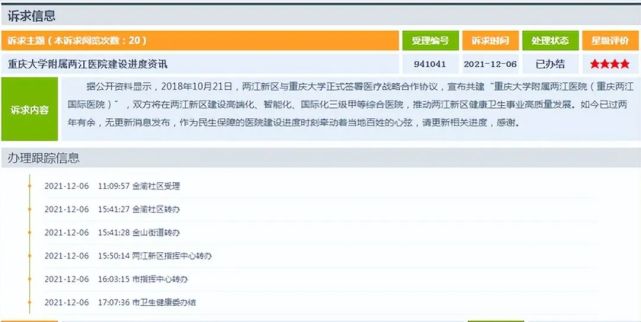 诉求信息
诉求主题（本诉求阅览次数：20） 受理编号 诉求时间 处理状态 星级评价
重庆大学附属两江医院建设进度资讯 941041 2021-12-06 已办结 ★★★★
诉求内容
据公开资料显示，2018年10月21日，两江新区与重庆大学正式签署医疗战略合作协议，宣布共建“重庆大学附属两江医院（重庆两江
国际医院）”，双方将在两江新区建设高端化、智能化、国际化三级甲等综合医院，推动两江新区健康卫生事业高质量发展。如今已过两
年有余，无更新消息发布，作为民生保障的医院建设进度时刻牵动着当地百姓的心弦，请更新相关进度，感谢。
办理跟踪信息
2021-12-06 11:09:57 金渝社区受理
2021-12-06 15:41:27 金渝社区转办
2021-12-06 15:41:28 金山街道转办
2021-12-06 15:50:14 两江新区指挥中心转办
2021-12-06 16:03:15 市指挥中心转办
2021-12-06 17:07:36 市卫生健康委办结